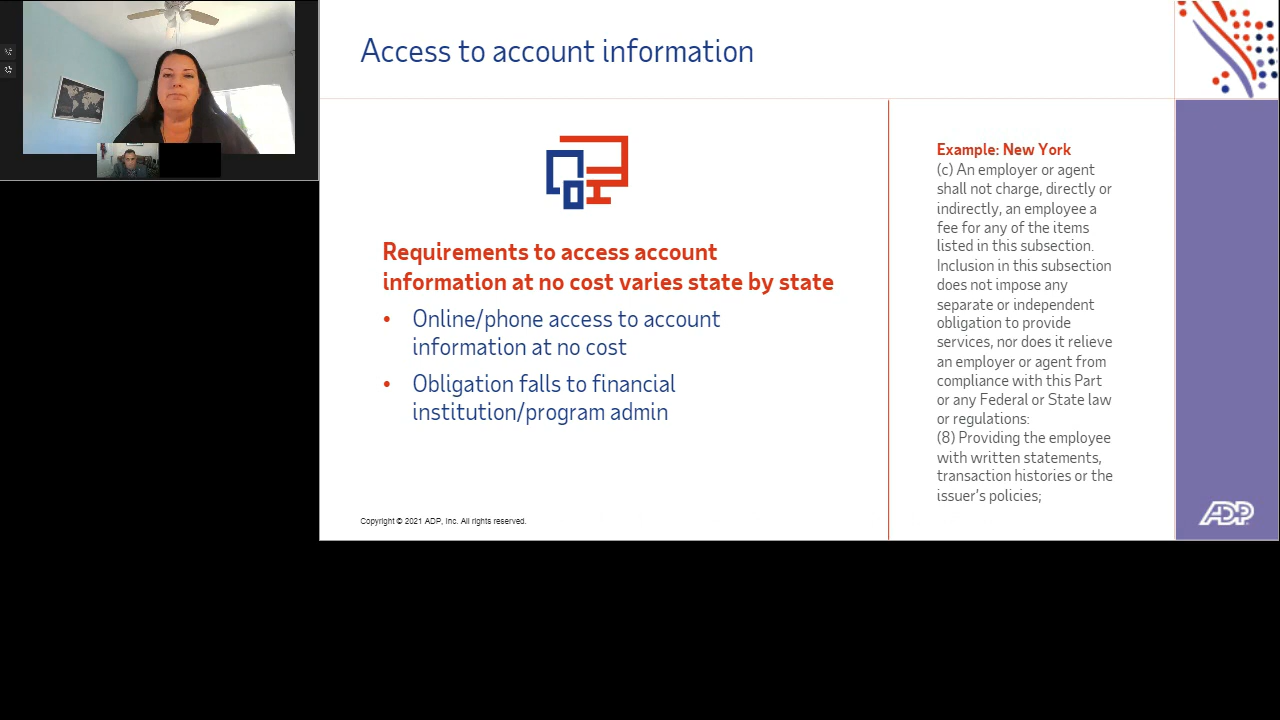 Access to account information
Requirements to access account
information at no cost varies state by state
• Online/phone access to account
information at no cost
• Obligation falls to financial
institution/program admin
Copyright © 2021 ADP, Inc. All rights reserved.
Example: New York
(c) An employer or agent
shall not charge, directly or
indirectly, an employee a
fee for any of the items
listed in this subsection.
Inclusion in this subsection
does not impose any
separate or independent
obligation to provide
services, nor does it relieve
an employer or agent from
compliance with this Part
or any Federal or State law
or regulations:
(8) Providing the employee
with written statements,
transaction histories or the
issuer's policies;
ADP